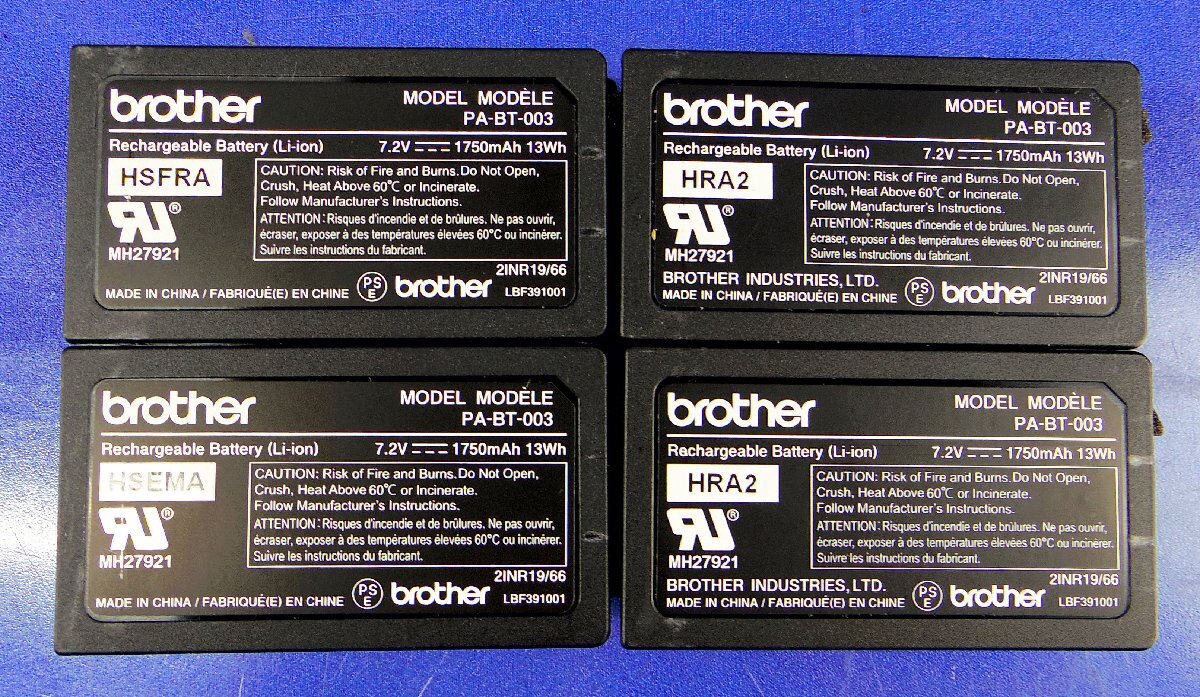 brother
MODEL MODÈLE
PA-BT-003
Rechargeable Battery (Li-ion) 7.2V 1750mAh 13Wh
HSFRA
CAUTION: Risk of Fire and Burns. Do Not Open,
Crush, Heat Above 60℃ or Incinerate.
Follow Manufacturer's Instructions.
ATTENTION: Risques d'incendie et de brûlures. Ne pas ouvrir,
écraser, exposer à des températures élevées 60℃ ou incinérer.
Suivre les instructions du fabricant.
RU®
MH27921
2INR19/66
MADE IN CHINA / FABRIQUÉ(E) EN CHINE PSE brother LBF391001
brother
MODEL MODÈLE
PA-BT-003
Rechargeable Battery (Li-ion) 7.2V 1750mAh 13Wh
HRA2
CAUTION: Risk of Fire and Burns. Do Not Open,
Crush, Heat Above 60℃ or Incinerate.
Follow Manufacturer's Instructions.
ATTENTION: Risques d'incendie et de brûlures. Ne pas ouvrir,
écraser, exposer à des températures élevées 60℃ ou incinérer.
Suivre les instructions du fabricant.
RU®
MH27921
BROTHER INDUSTRIES, LTD. 2INR19/66
MADE IN CHINA / FABRIQUÉ(E) EN CHINE PSE brother LBF391001
brother
MODEL MODÈLE
PA-BT-003
Rechargeable Battery (Li-ion) 7.2V 1750mAh 13Wh
HSEMA
CAUTION: Risk of Fire and Burns. Do Not Open,
Crush, Heat Above 60℃ or Incinerate.
Follow Manufacturer's Instructions.
ATTENTION: Risques d'incendie et de brûlures. Ne pas ouvrir,
écraser, exposer à des températures élevées 60℃ ou incinérer.
Suivre les instructions du fabricant.
RU®
MH27921
2INR19/66
MADE IN CHINA / FABRIQUÉ(E) EN CHINE PSE brother LBF391001
brother
MODEL MODÈLE
PA-BT-003
Rechargeable Battery (Li-ion) 7.2V 1750mAh 13Wh
HRA2
CAUTION: Risk of Fire and Burns. Do Not Open,
Crush, Heat Above 60℃ or Incinerate.
Follow Manufacturer's Instructions.
ATTENTION: Risques d'incendie et de brûlures. Ne pas ouvrir,
écraser, exposer à des températures élevées 60℃ ou incinérer.
Suivre les instructions du fabricant.
RU®
MH27921
BROTHER INDUSTRIES, LTD. 2INR19/66
MADE IN CHINA / FABRIQUÉ(E) EN CHINE PSE brother LBF391001